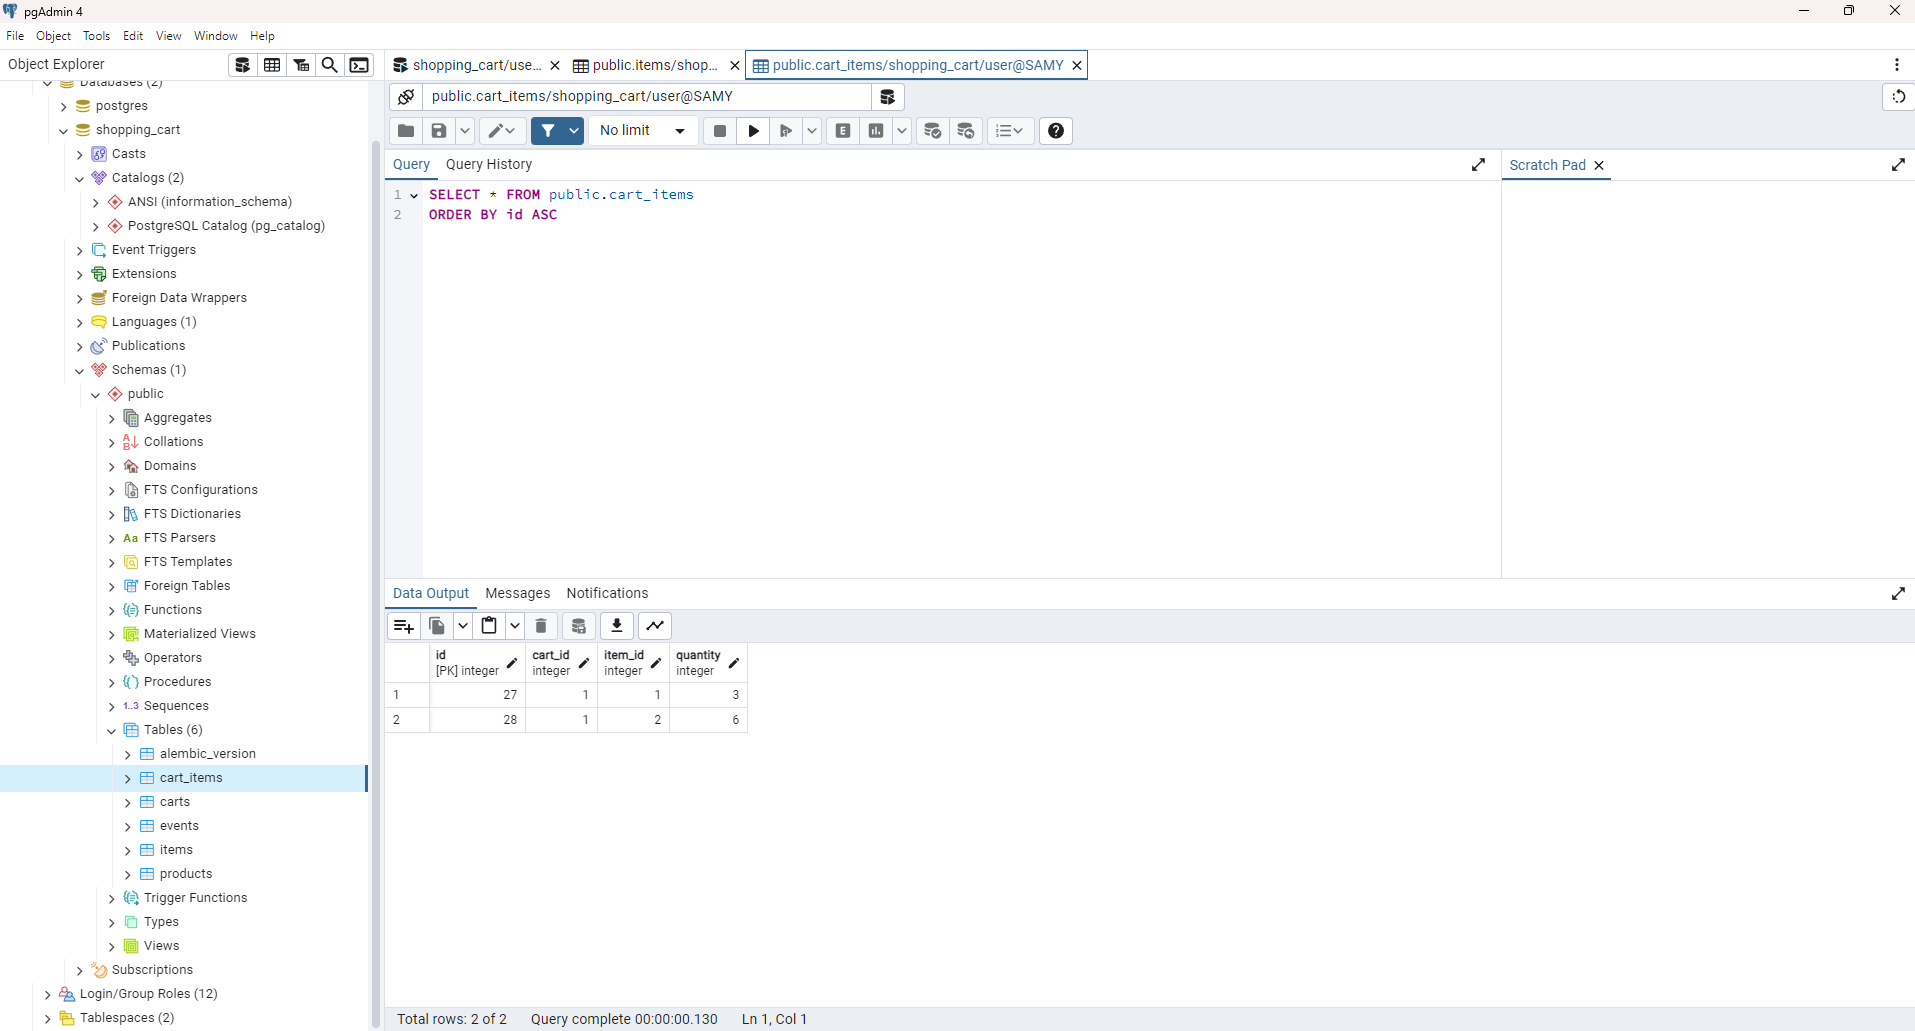 pgAdmin 4
File Object Tools Edit View Window Help
Object Explorer
Databases (2)
postgres
shopping_cart
Casts
Catalogs (2)
ANSI (information_schema)
PostgreSQL Catalog (pg_catalog)
Event Triggers
Extensions
Foreign Data Wrappers
Languages (1)
Publications
Schemas (1)
public
Aggregates
Collations
Domains
FTS Configurations
FTS Dictionaries
Aa FTS Parsers
FTS Templates
Foreign Tables
Functions
Materialized Views
Operators
Procedures
1..3 Sequences
Tables (6)
alembic_version
cart_items
carts
events
items
products
Trigger Functions
Types
Views
Subscriptions
Login/Group Roles (12)
Tablespaces (2)
shopping_cart/use... public.items/shop... public.cart_items/shopping_cart/user@SAMY
public.cart_items/shopping_cart/user@SAMY
No limit E
Query Query History
1 SELECT * FROM public.cart_items
2 ORDER BY id ASC
Scratch Pad
Data Output Messages Notifications
id cart_id item_id quantity
[PK] integer integer integer integer
1 27 1 1 3
2 28 1 2 6
Total rows: 2 of 2 Query complete 00:00:00.130 Ln 1, Col 1